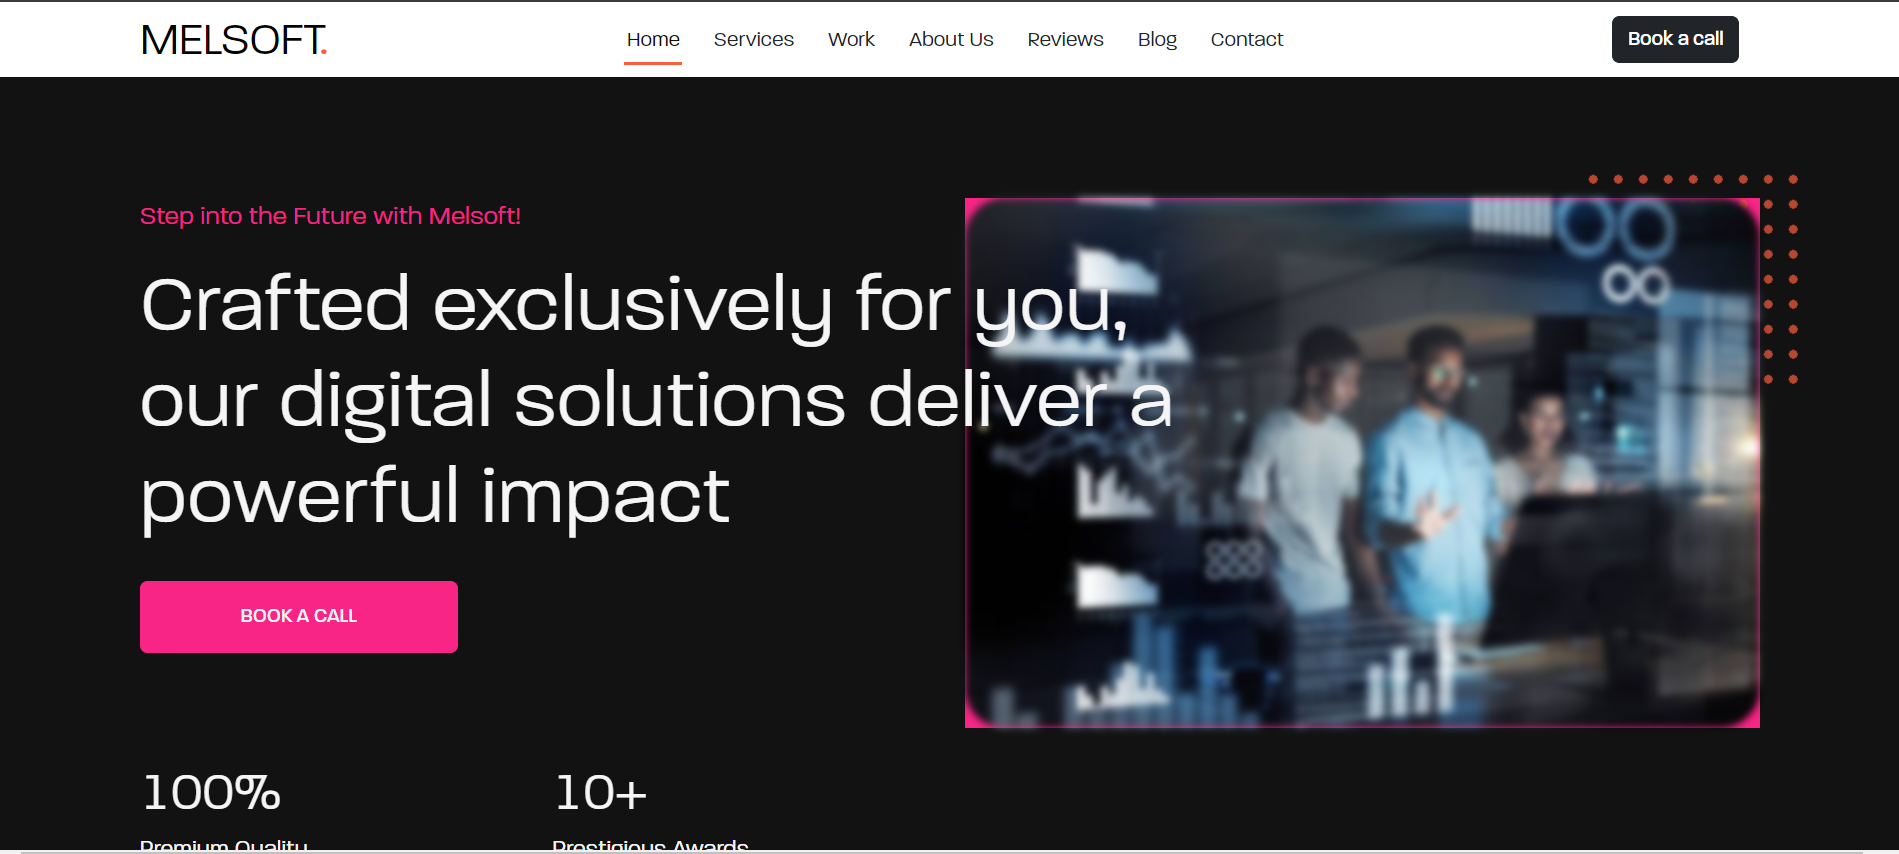 MELSOFT.
Home Services Work About Us Reviews Blog Contact
Book a call
Step into the Future with Melsoft!
Crafted exclusively for you,
our digital solutions deliver a
powerful impact
BOOK A CALL
100% 10+
Premium Quality Prestigious Awards